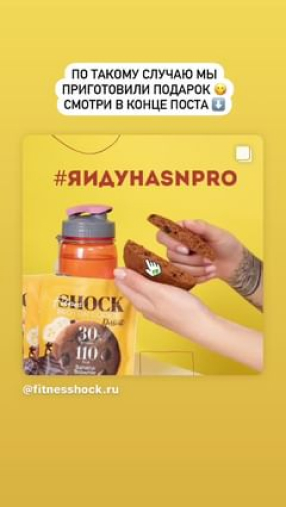 ПО ТАКОМУ СЛУЧАЮ МЫ
ПРИГОТОВИЛИ ПОДАРОК 😋
СМОТРИ В КОНЦЕ ПОСТА ⬇️
#ЯИДУНАSNPRO
SHOCK
30
110
@fitnesshock.ru